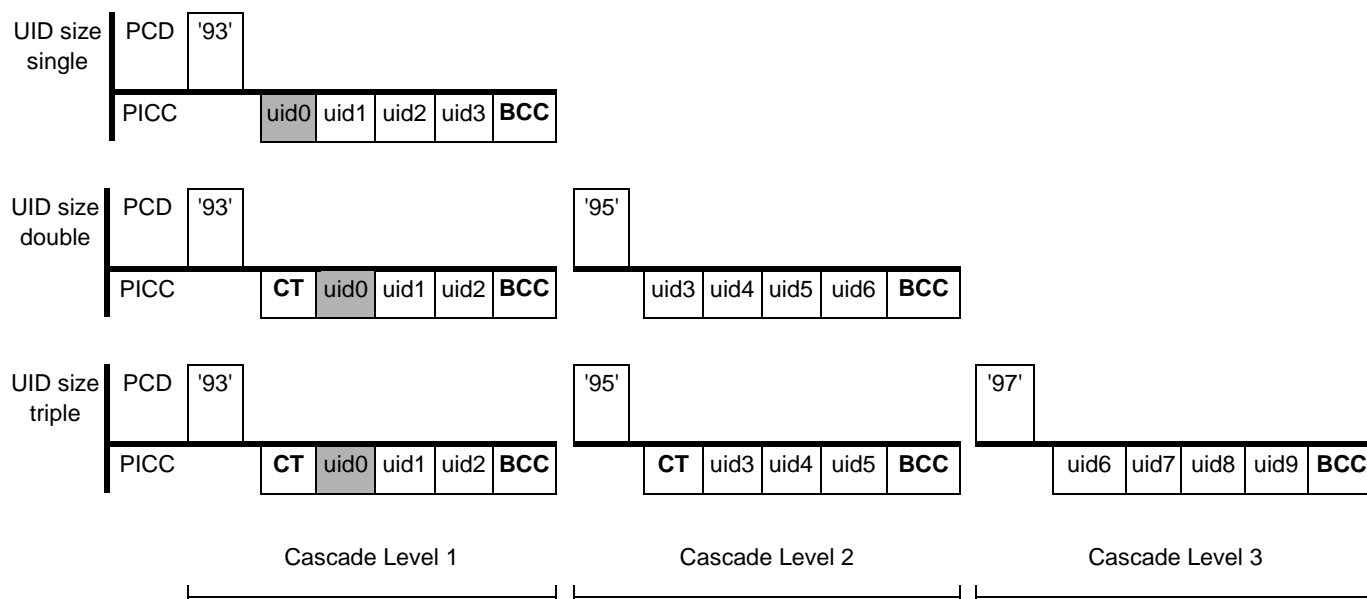 UID size single PCD '93'
PICC uid0 uid1 uid2 uid3 BCC
UID size double PCD '93' '95'
PICC CT uid0 uid1 uid2 BCC uid3 uid4 uid5 uid6 BCC
UID size triple PCD '93' '95' '97'
PICC CT uid0 uid1 uid2 BCC CT uid3 uid4 uid5 BCC uid6 uid7 uid8 uid9 BCC
Cascade Level 1 Cascade Level 2 Cascade Level 3